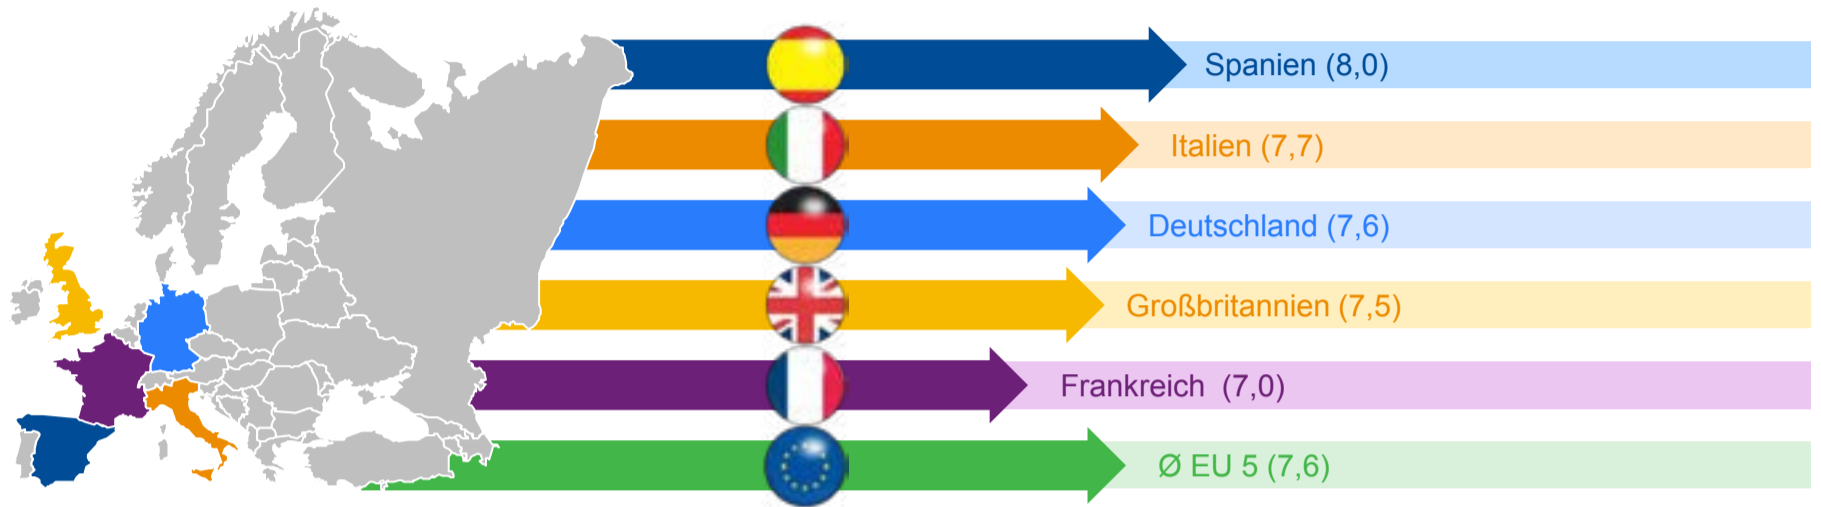 Spanien (8,0)
Italien (7,7)
Deutschland (7,6)
Großbritannien (7,5)
Frankreich (7,0)
Ø EU 5 (7,6)